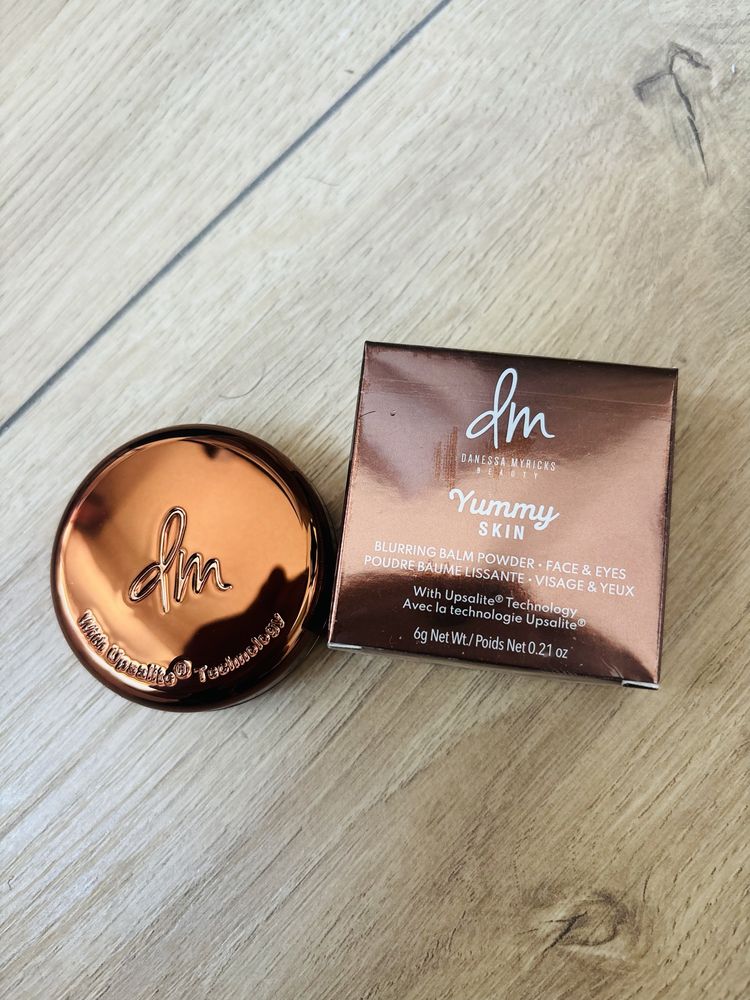 dm
With Upsalite® Technology
dm
DANESSA MYRICKS
BEAUTY
Yummy
SKIN
BLURRING BALM POWDER • FACE & EYES
POUDRE BAUME LISSANTE • VISAGE & YEUX
With Upsalite® Technology
Avec la technologie Upsalite®
6g Net Wt./Poids Net 0.21 oz